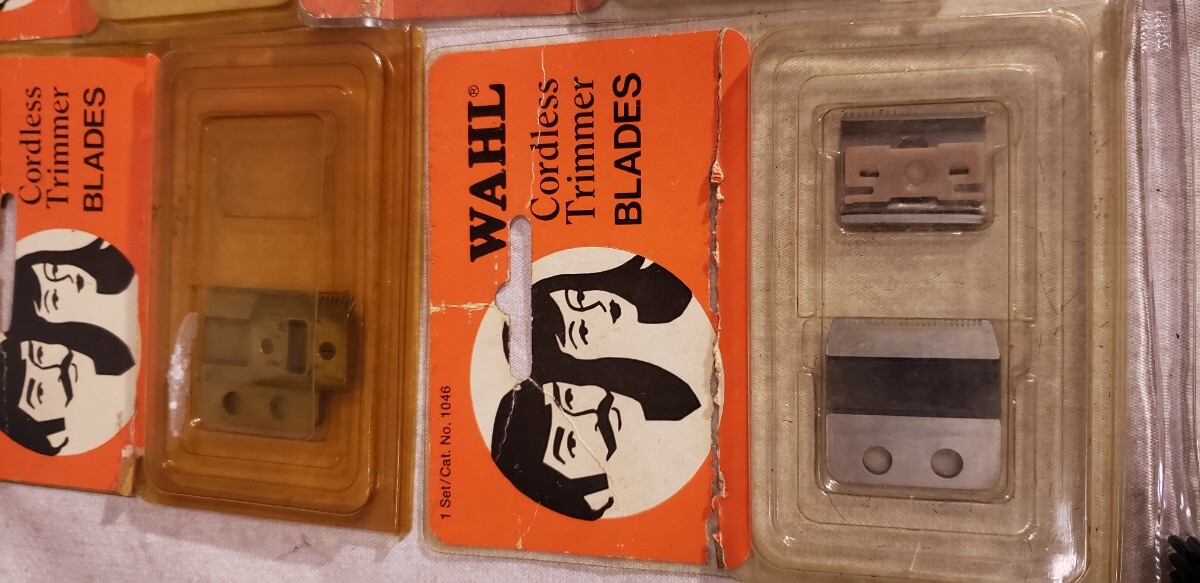 Cordless
Trimmer
BLADES
WAHL®
Cordless
Trimmer
BLADES
1 Set/Cat. No. 1046